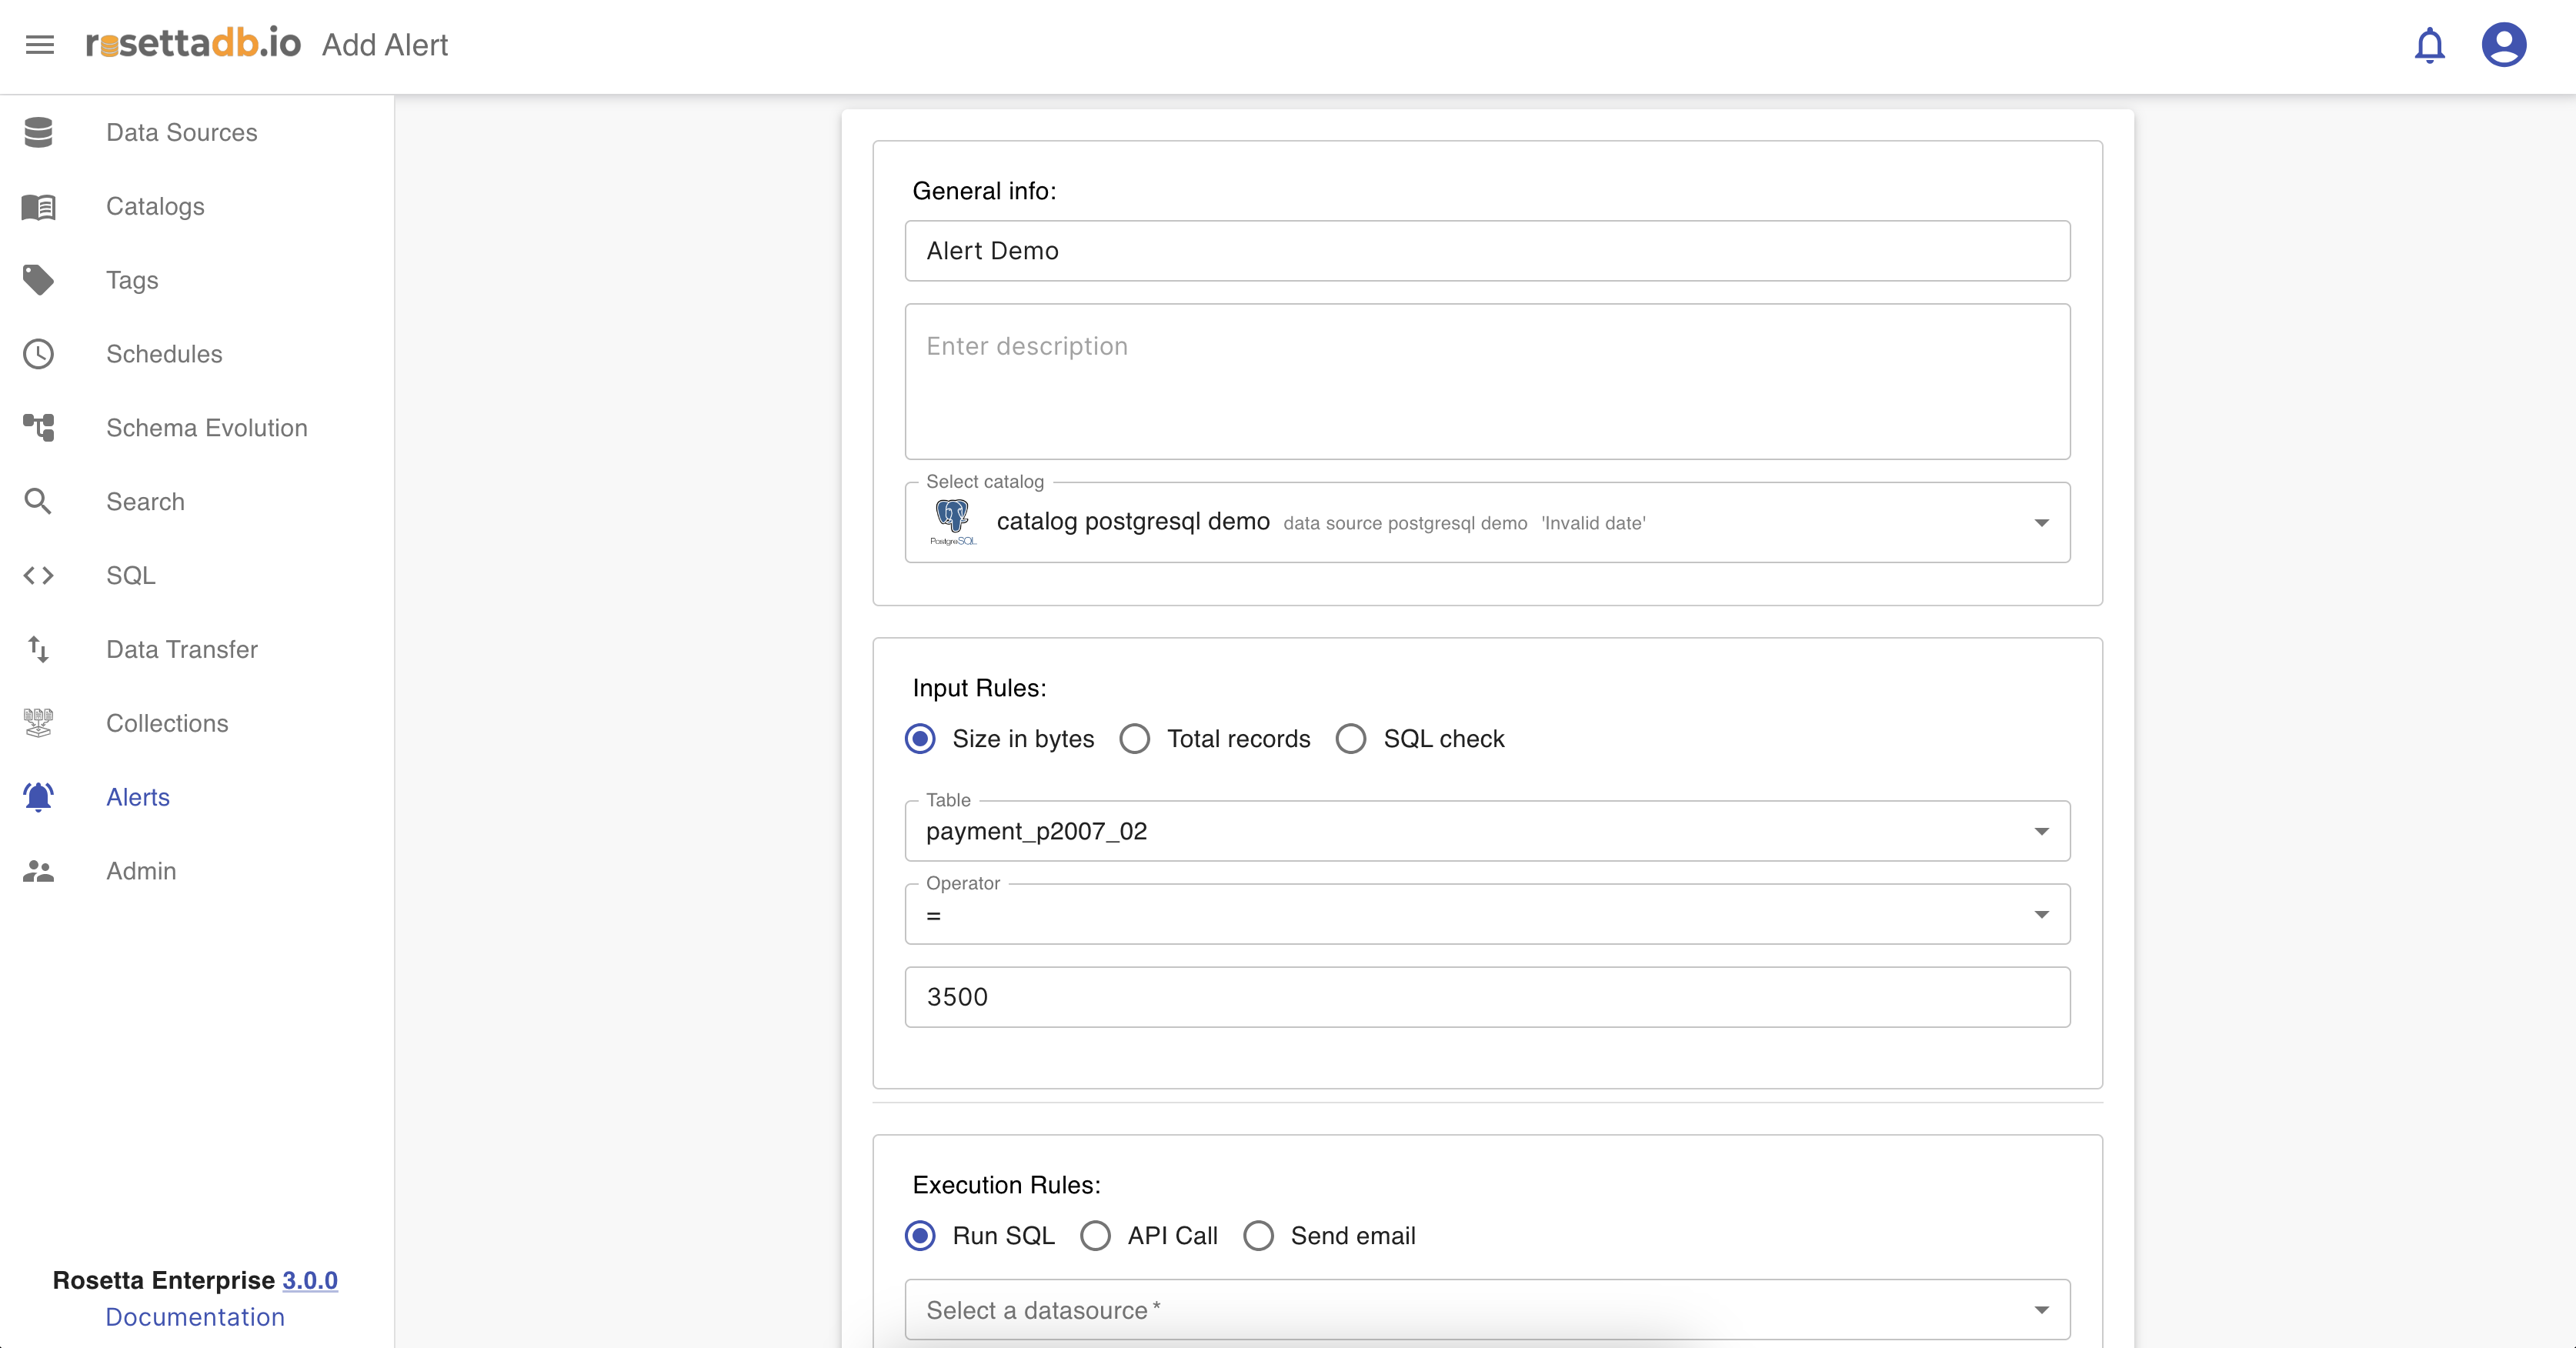 rosettadb.io Add Alert
Data Sources
Catalogs
Tags
Schedules
Schema Evolution
Search
SQL
Data Transfer
Collections
Alerts
Admin
Rosetta Enterprise 3.0.0
Documentation
General info:
Alert Demo
Enter description
Select catalog
PostgreSQL
catalog postgresql demo data source postgresql demo 'Invalid date'
Input Rules:
Size in bytes Total records SQL check
Table
payment_p2007_02
Operator
=
3500
Execution Rules:
Run SQL API Call Send email
Select a datasource *